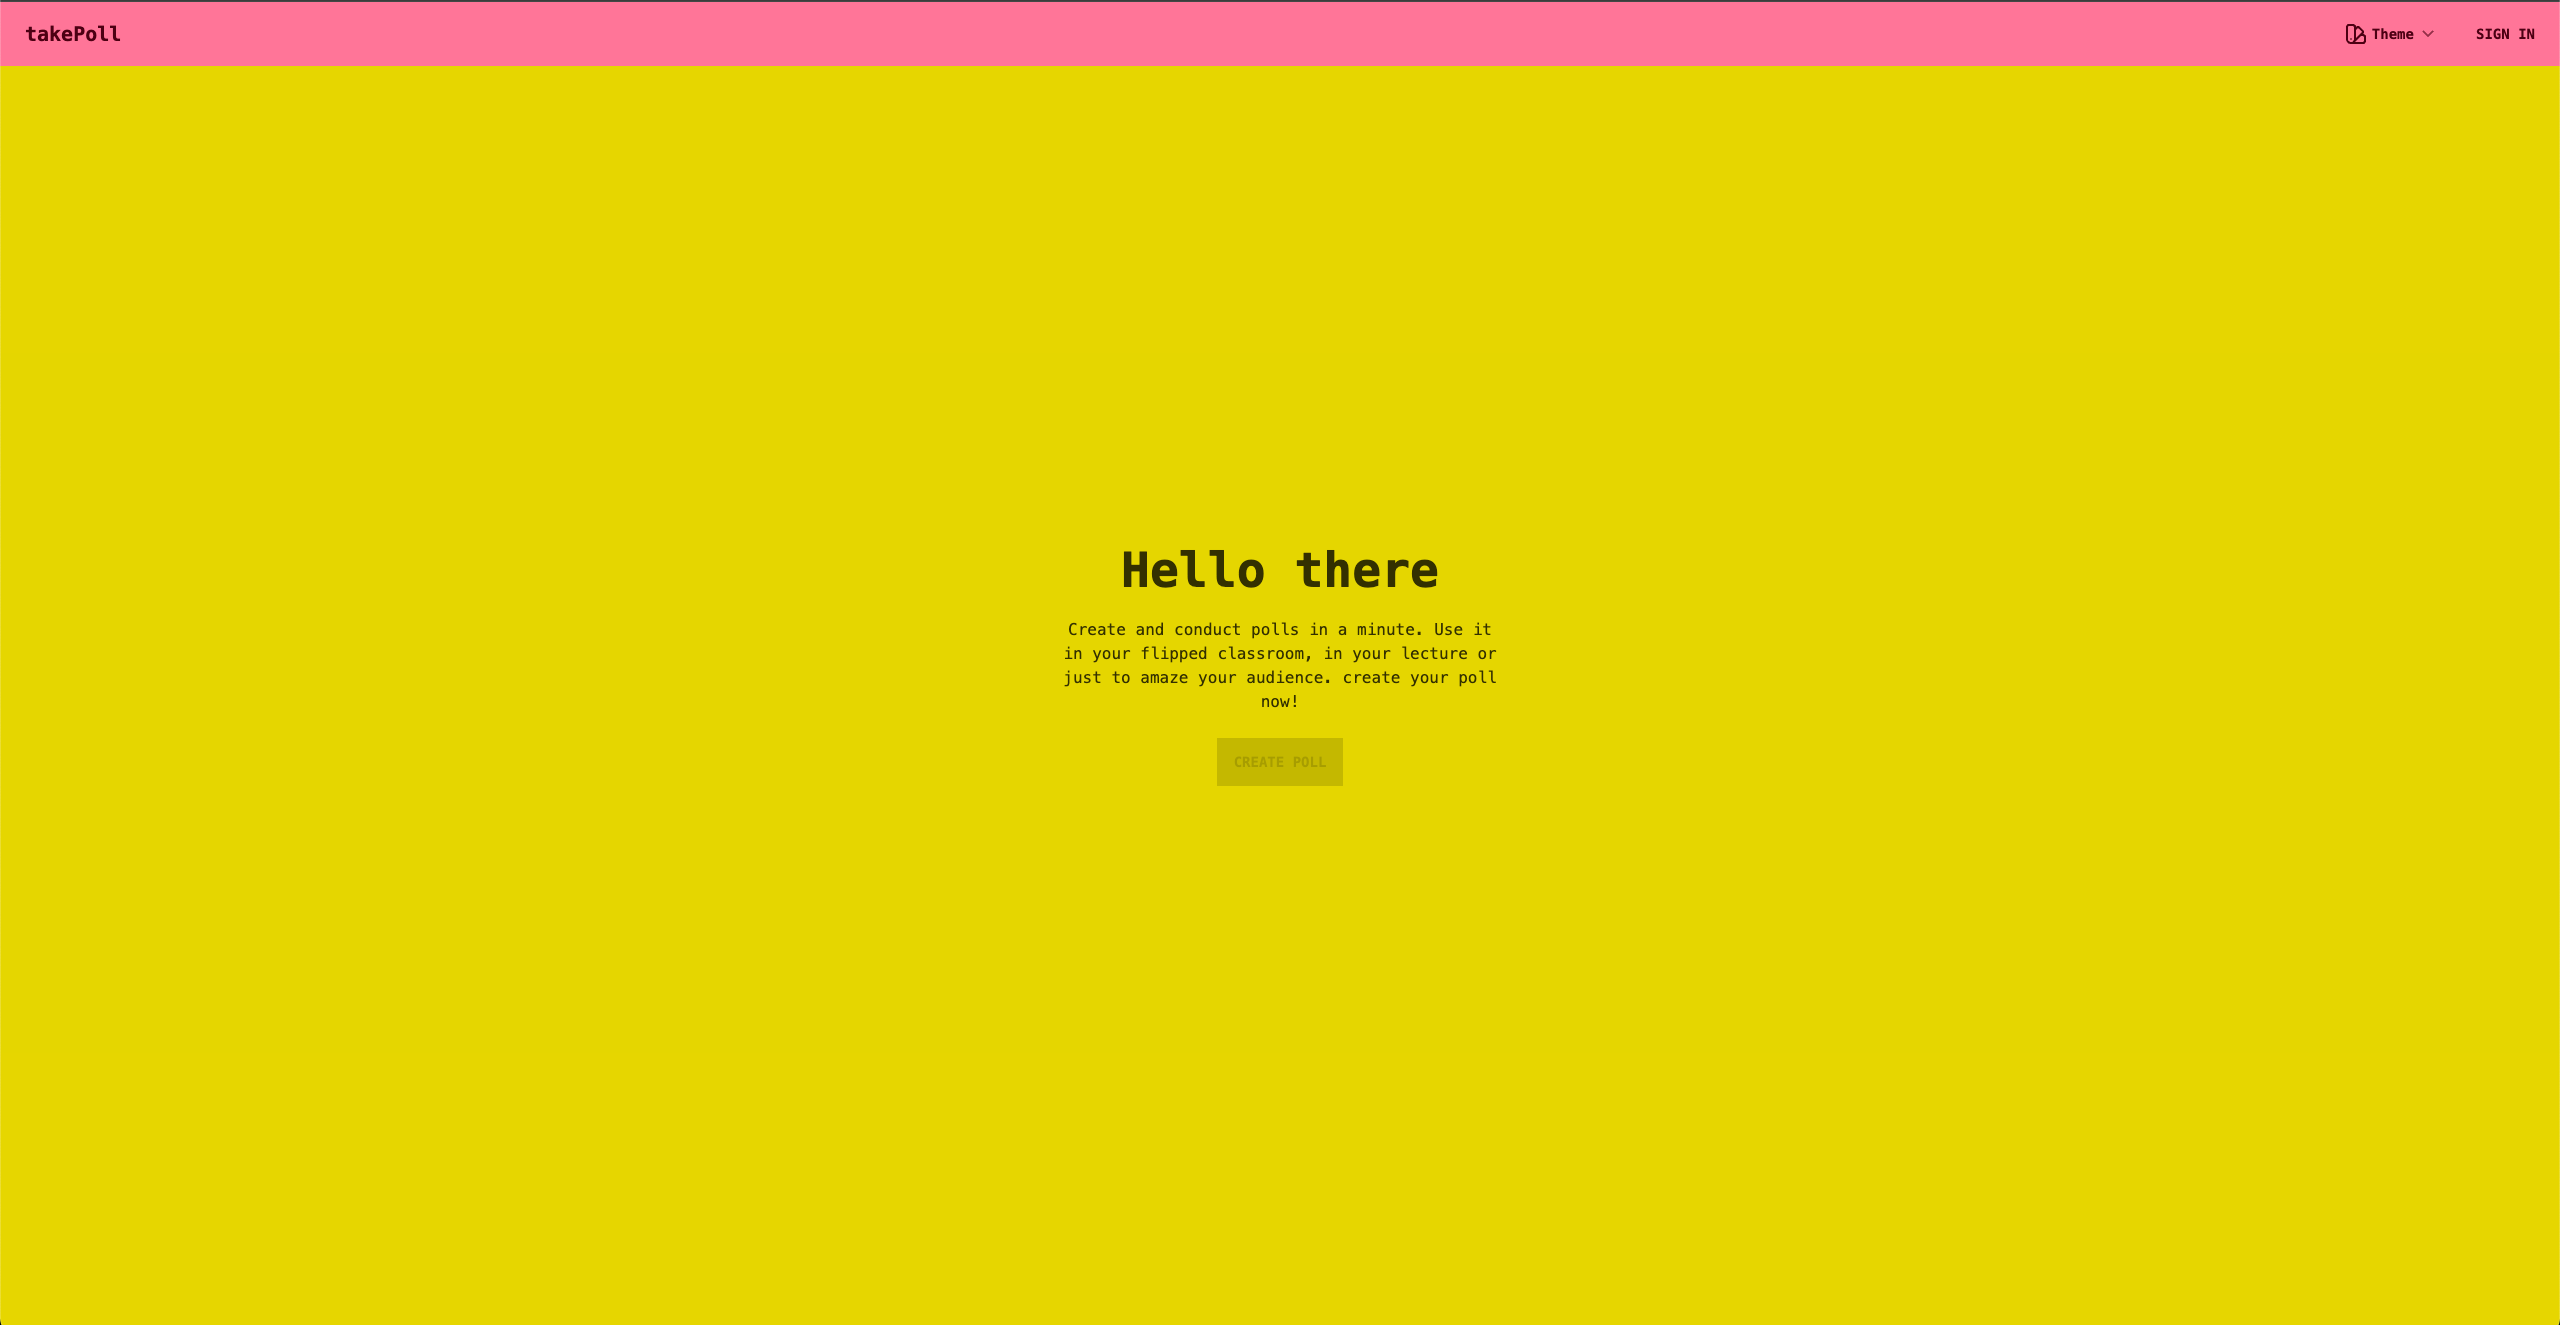 takePoll
Theme
SIGN IN
Hello there
Create and conduct polls in a minute. Use it
in your flipped classroom, in your lecture or
just to amaze your audience. create your poll
now!
CREATE POLL